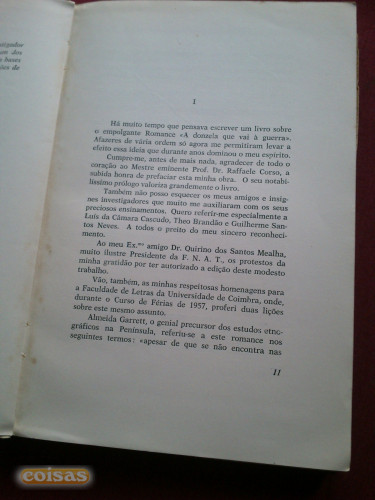 stigador
um dos
a basta
ários de
I
Há muito tempo que pensava escrever um livro sobre
o empolgante Romance «A donzela que vai à guerra».
Afazeres de vária ordem só agora me permitiram levar a
efeito essa ideia que durante anos dominou o meu espírito.
Cumpre-me, antes de mais nada, agradecer de todo o
coração ao Mestre eminente Prof. Dr. Raffaele Corso, a
subida honra de prefaciar esta minha obra. O seu notabi-
líssimo prólogo valoriza grandemente o livro.
Também não posso esquecer os meus amigos e insig-
nes investigadores que muito me auxiliaram com os seus
preciosos ensinamentos. Quero referir-me especialmente a
Luís da Câmara Cascudo, Theo Brandão e Guilherme San-
tos Neves. A todos o preito do meu sincero reconheci-
mento.
Ao meu Ex.mo amigo Dr. Quirino dos Santos Mealha,
muito ilustre Presidente da F. N. A. T., os protestos da
minha gratidão por ter autorizado a edição deste modesto
trabalho.
Vão, também, as minhas respeitosas homenagens para
a Faculdade de Letras da Universidade de Coimbra, onde,
durante o Curso de Férias de 1957, proferi duas lições
sobre este mesmo assunto.
Almeida Garrett, o genial precursor dos estudos etno-
gráficos na Península, referiu-se a este romance nos
seguintes termos: «apesar de que se não encontra nas
11
coisas